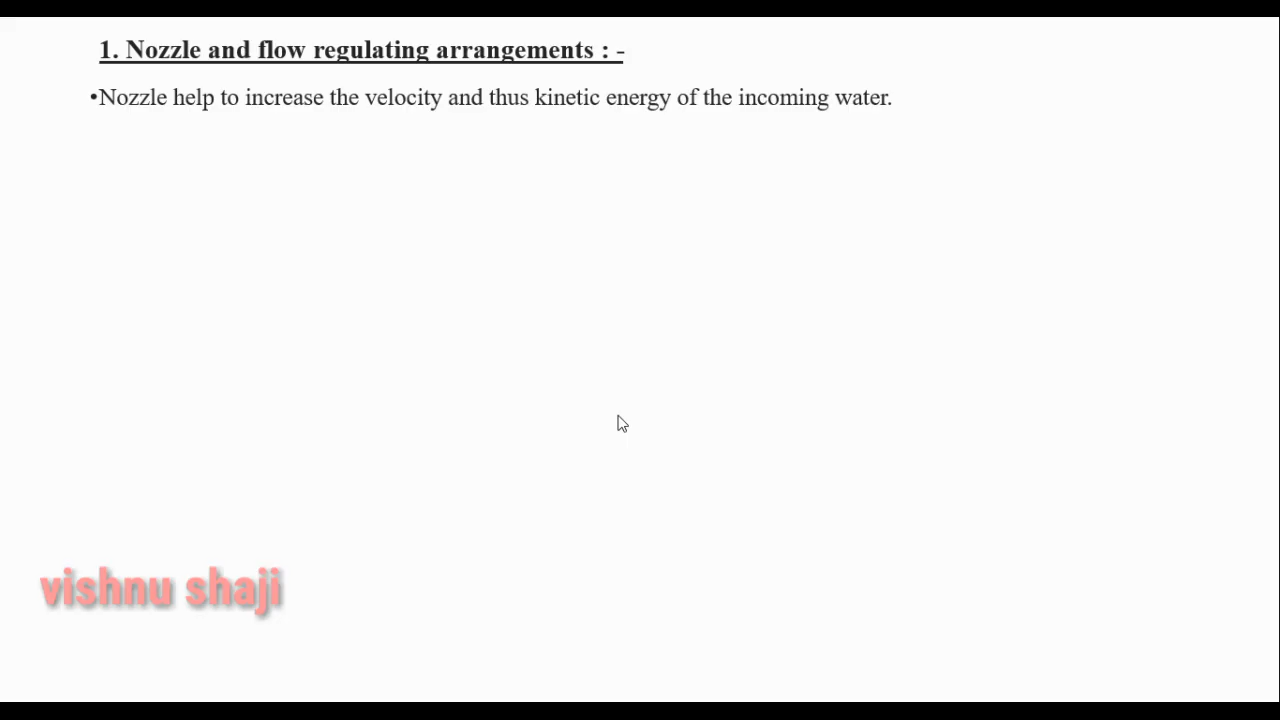 1. Nozzle and flow regulating arrangements : -
•Nozzle help to increase the velocity and thus kinetic energy of the incoming water.
vishnu shaji